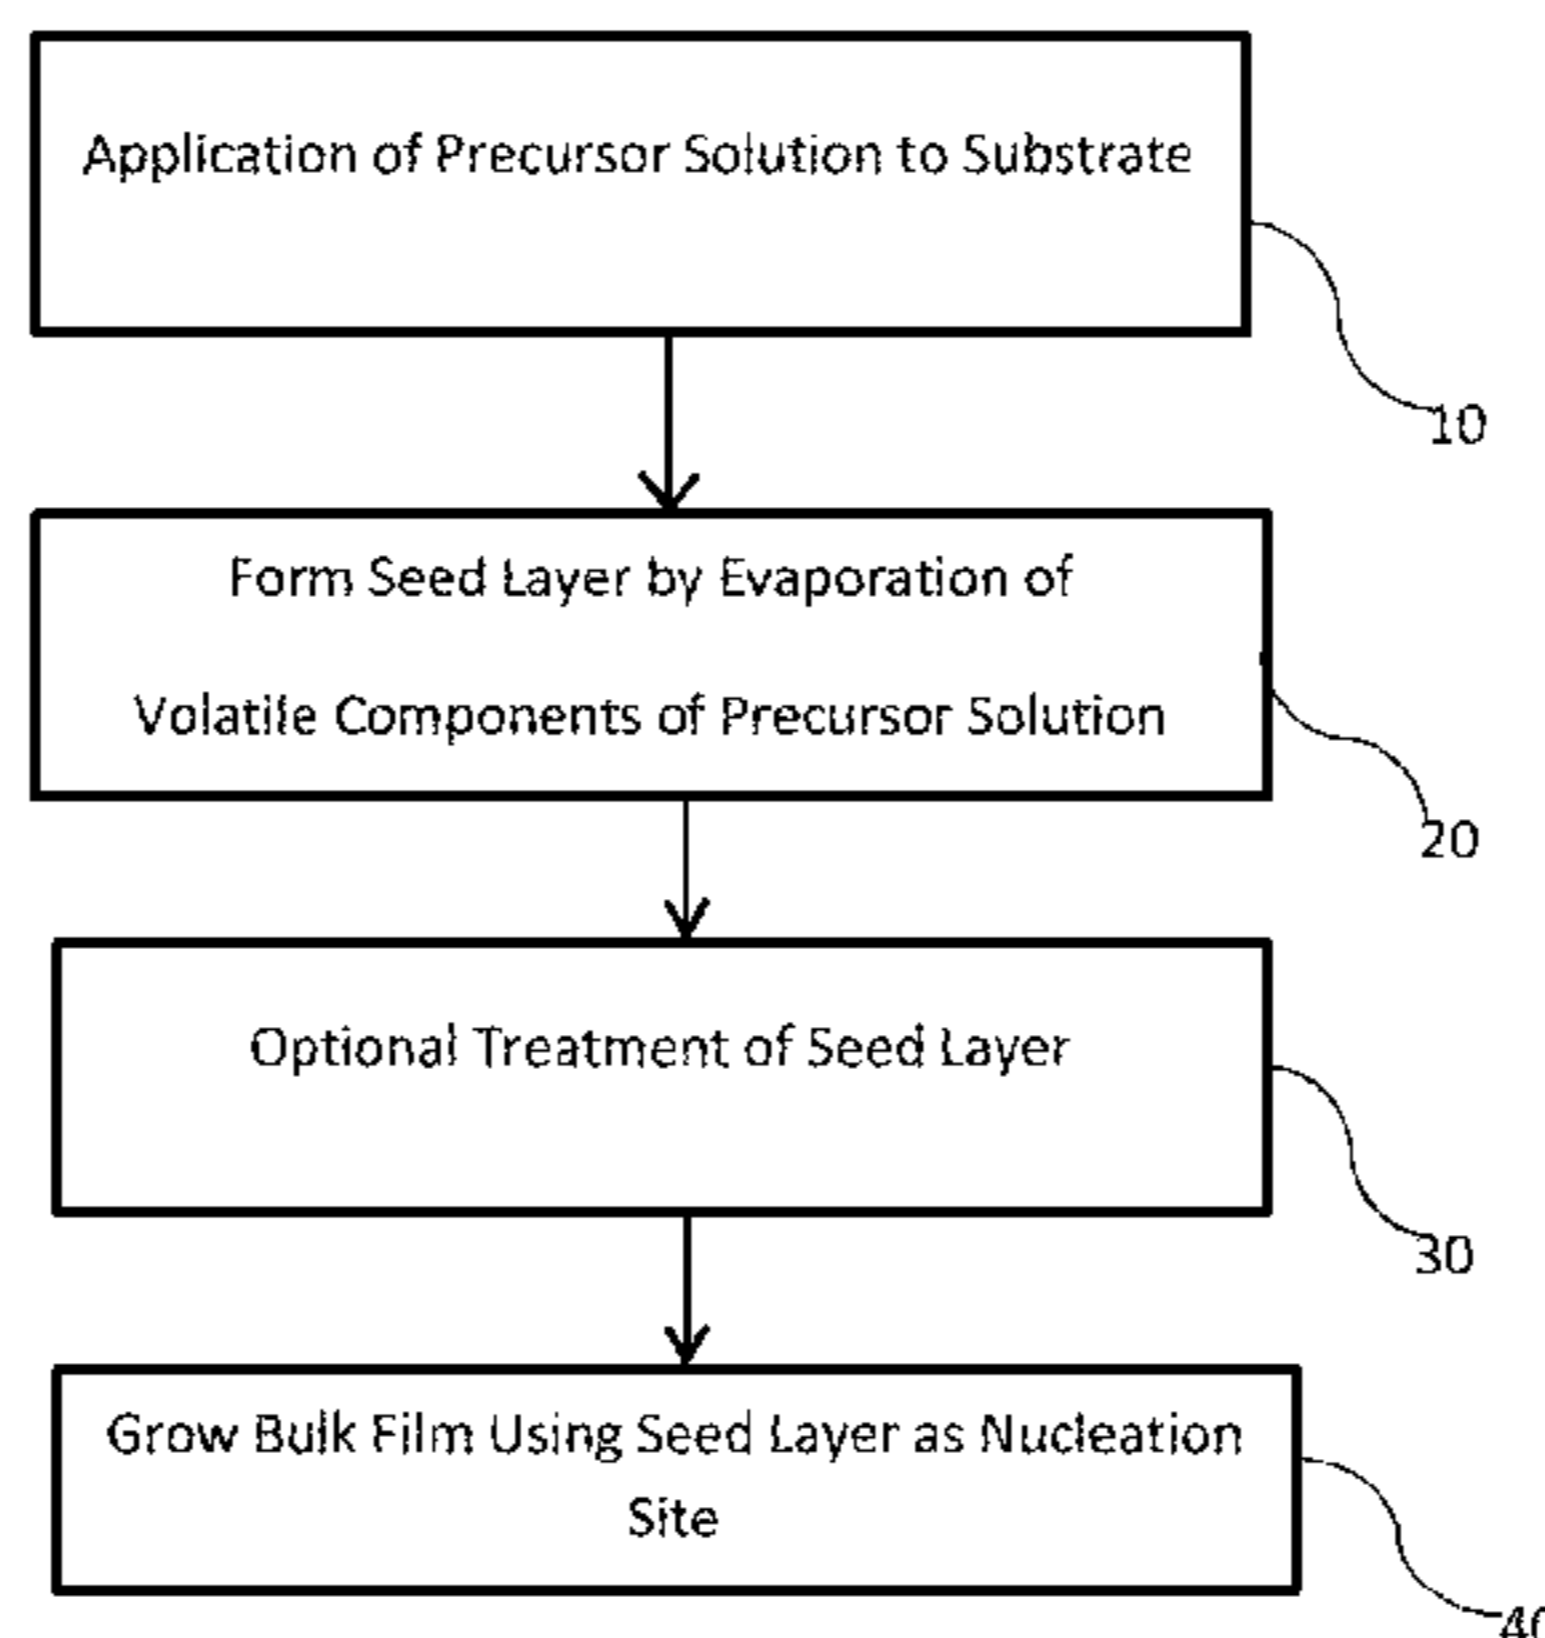 Application of Precursor Solution to Substrate
10
Form Seed Layer by Evaporation of
Volatile Components of Precursor Solution
20
Optional Treatment of Seed Layer
30
Grow Bulk Film Using Seed Layer as Nucleation
Site
40